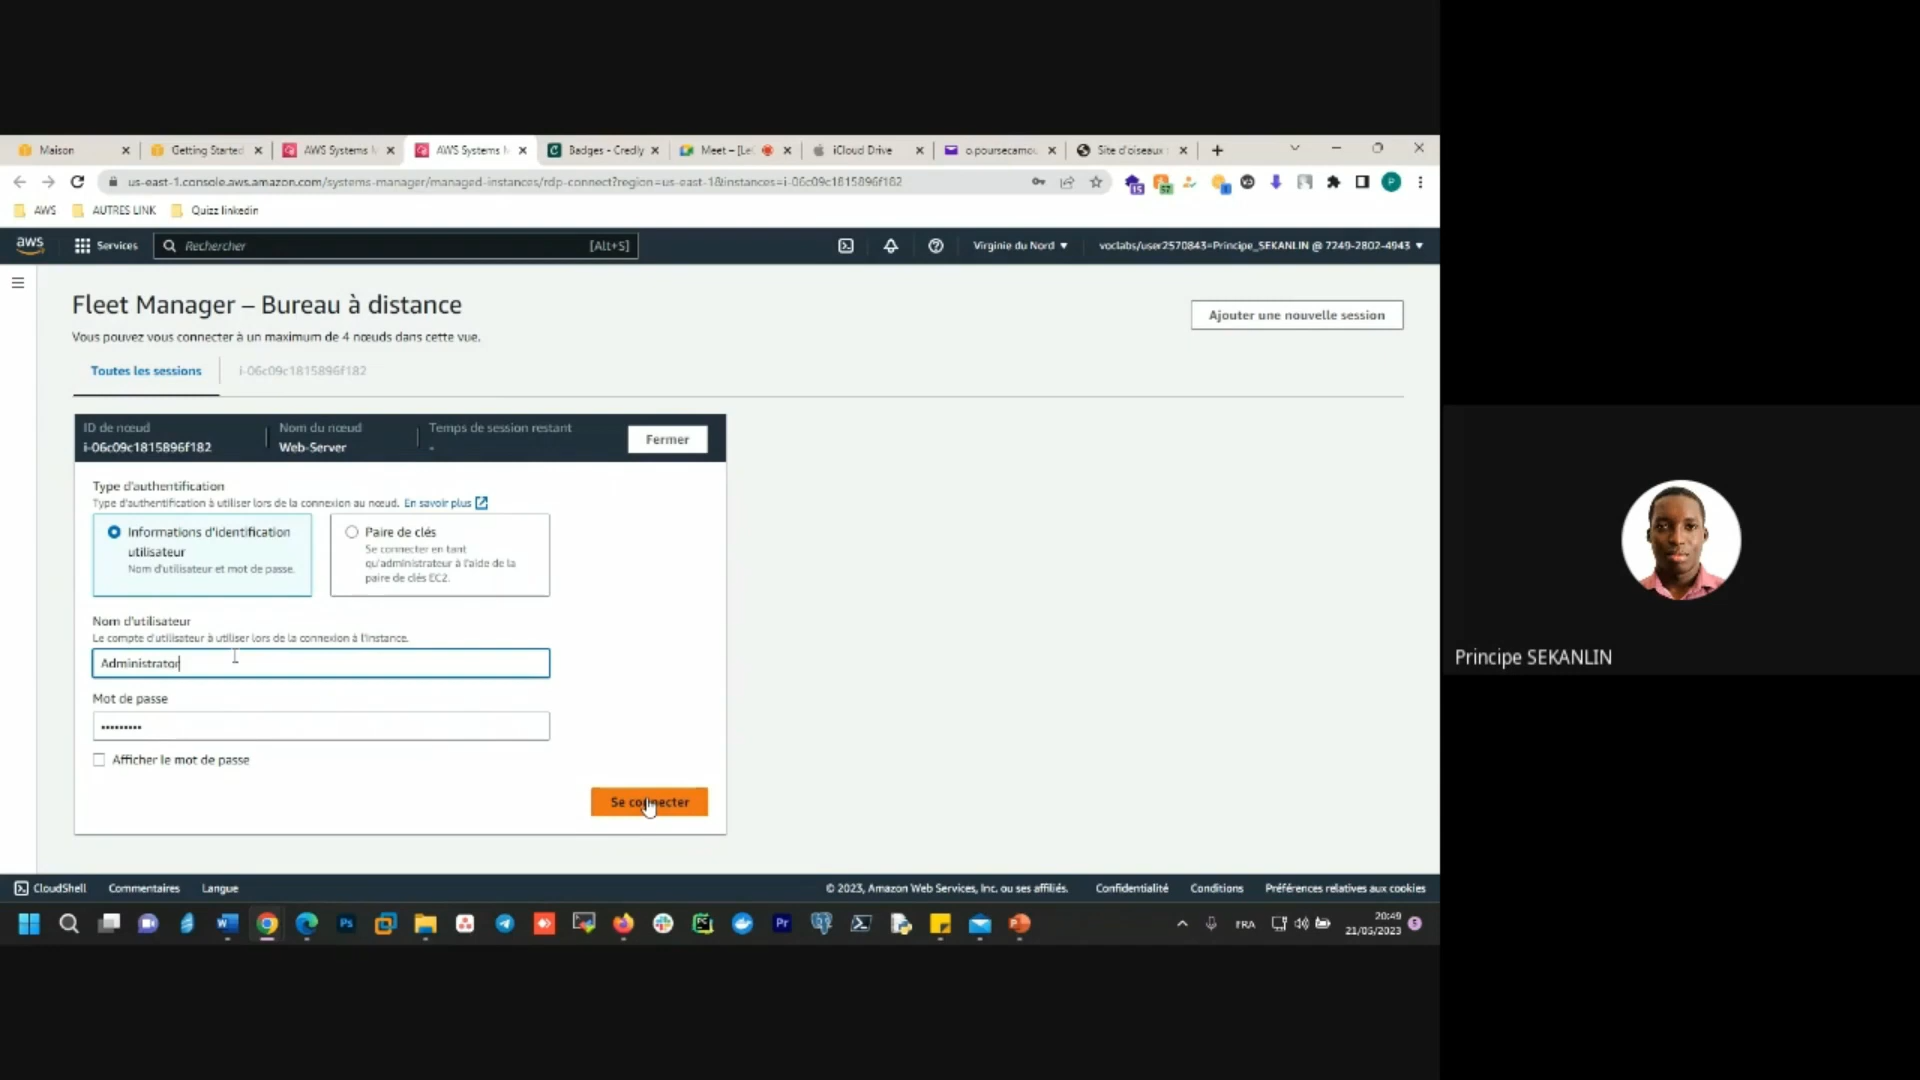 Maison
Getting Started
AWS Systems M
AWS Systems M
Badges - Credly
Meet – [Le
iCloud Drive
Site d'oiseaux
us-east-1.console.aws.amazon.com/systems-manager/managed-instances/rdp-connect?region=us-east-1&instances=i-06c09c1815896f182
AWS
AUTRES LINK
Quizz linkedin
aws
Services
Rechercher
[Alt+S]
Virginie du Nord
voclabs/user2570843=Principe_SEKANLIN @ 7249-2802-4943
Fleet Manager – Bureau à distance
Ajouter une nouvelle session
Vous pouvez vous connecter à un maximum de 4 nœuds dans cette vue.
Toutes les sessions
i-06c09c1815896f182
ID de nœud
i-06c09c1815896f182
Nom du nœud
Web-Server
Temps de session restant
-
Fermer
Type d'authentification
Type d'authentification à utiliser lors de la connexion au nœud. En savoir plus
Informations d'identification
utilisateur
Nom d'utilisateur et mot de passe.
Paire de clés
Se connecter en tant
qu'administrateur à l'aide de la
paire de clés EC2.
Nom d'utilisateur
Le compte d'utilisateur à utiliser lors de la connexion à l'instance.
Administrator
Mot de passe
•••••••••
Afficher le mot de passe
Se connecter
Principe SEKANLIN
CloudShell
Commentaires
Langue
© 2023, Amazon Web Services, Inc. ou ses affiliés.
Confidentialité
Conditions
Préférences relatives aux cookies
FRA
20:49
21/05/2023